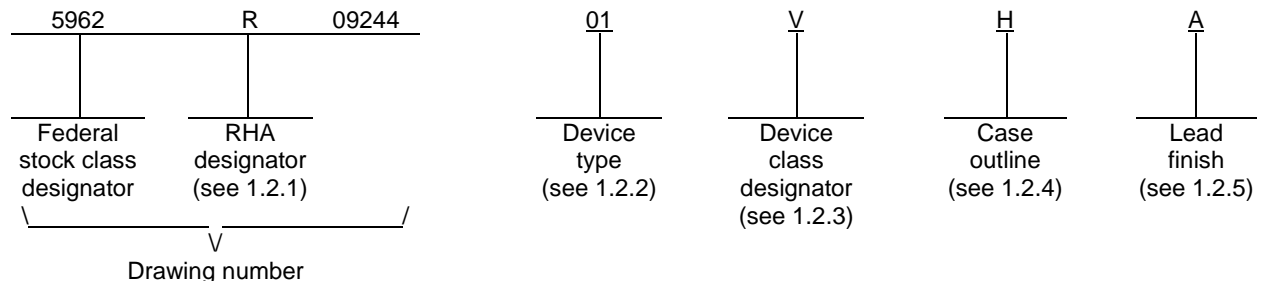 5962 R 09244 01 V H A
Federal RHA Device Device Case Lead
stock class designator type class outline finish
designator (see 1.2.1) (see 1.2.2) designator (see 1.2.4) (see 1.2.5)
(see 1.2.3)
Drawing number